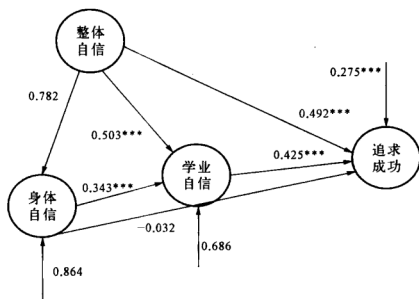 整体
自信
0.275***
0.782
0.492***
0.503***
学业
自信
0.425***
追求
成功
身体
自信
0.343***
-0.032
0.686
0.864